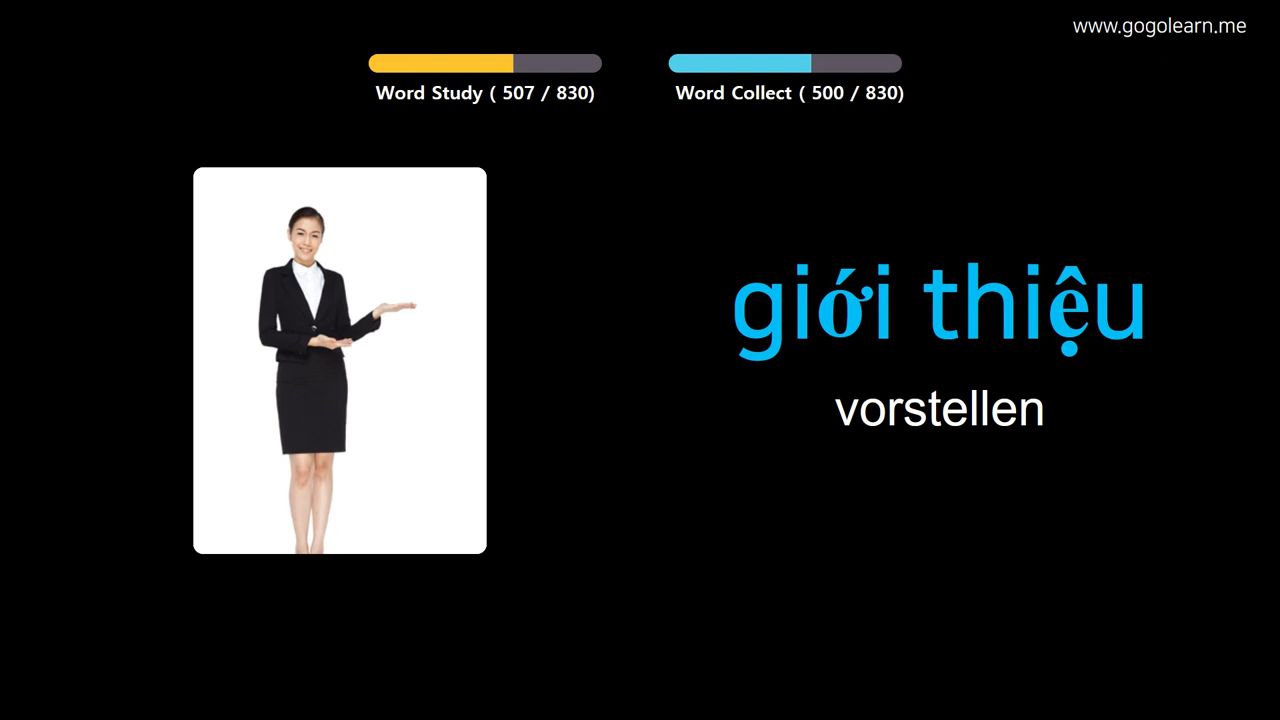 www.gogolearn.me
Word Study ( 507 / 830)
Word Collect ( 500 / 830)
giới thiệu
vorstellen